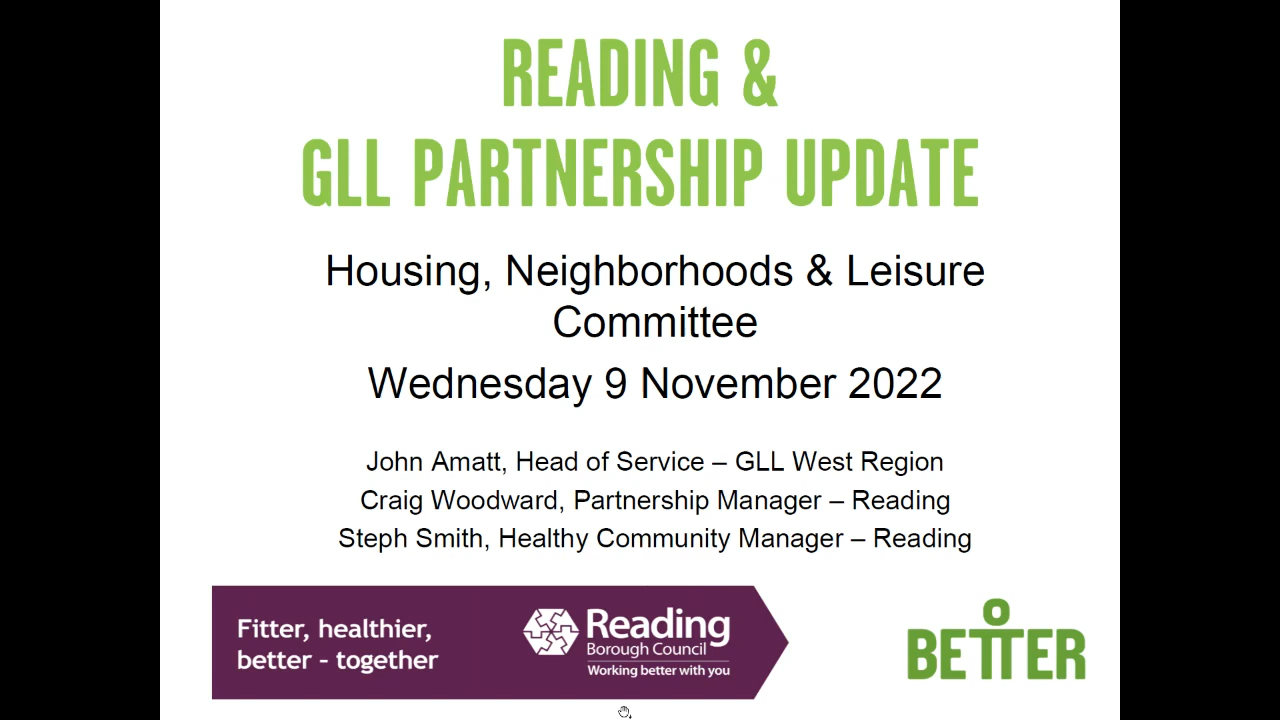 READING &
GLL PARTNERSHIP UPDATE
Housing, Neighborhoods & Leisure
Committee
Wednesday 9 November 2022
John Amatt, Head of Service – GLL West Region
Craig Woodward, Partnership Manager – Reading
Steph Smith, Healthy Community Manager – Reading
Fitter, healthier,
better - together
Reading
Borough Council
Working better with you
BETTER